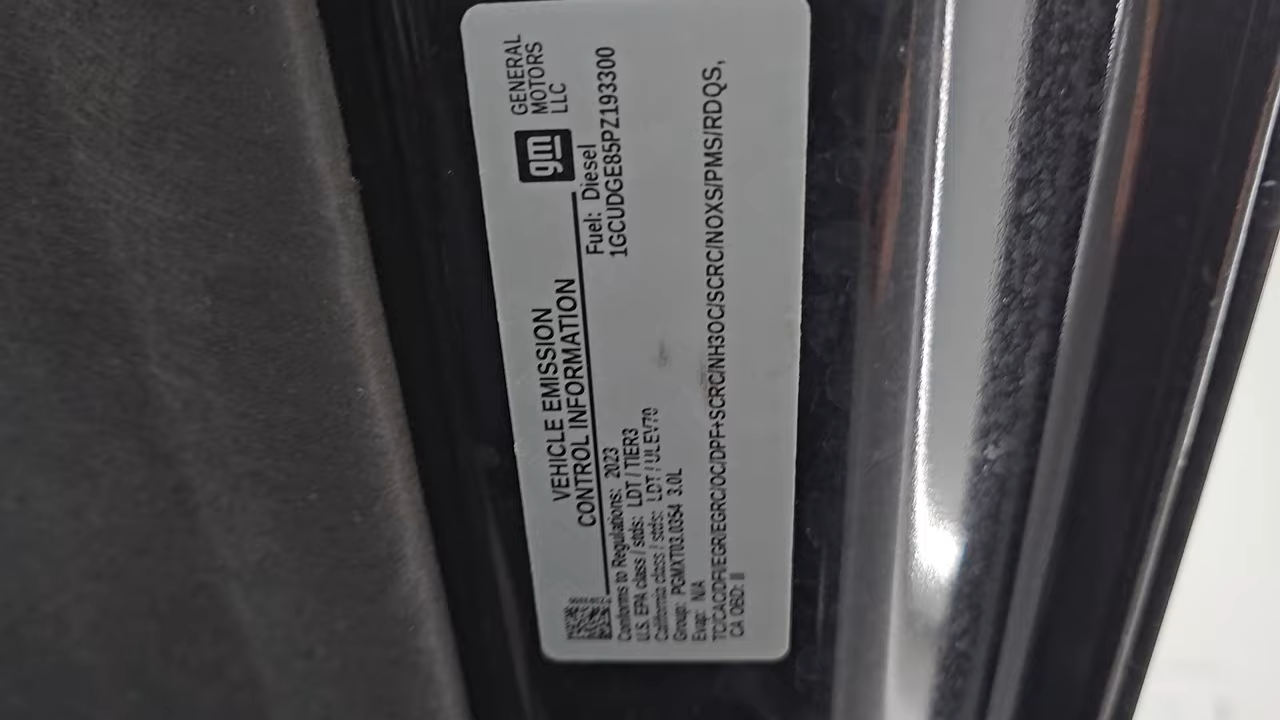 VEHICLE EMISSION
CONTROL INFORMATION
gm
GENERAL
MOTORS
LLC
Fuel: Diesel
1GCUDGE85PZ193300
Conforms to Regulations: 2023
U.S. EPA class / stds: LDT / TIER3
California class / stds: LDT / ULEV70
Group: PGMXT03.0354 3.0L
Evap: N/A
TC/CAC/DFI/EGR/EGRC/OC/DPF+SCRC/NH3OC/SCRC/NOXS/PMS/RDQS,
CA OBD: II